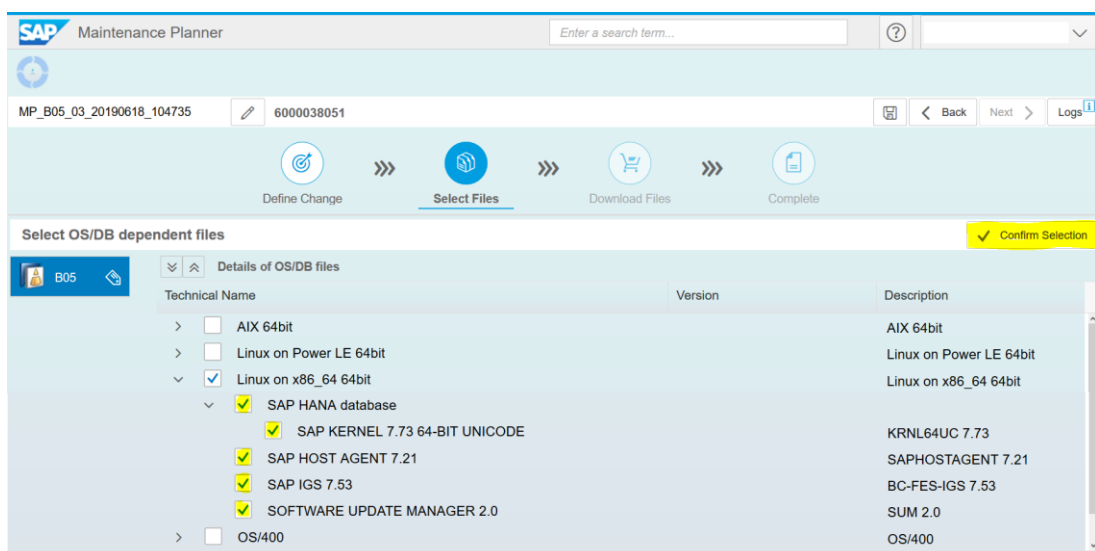 SAP Maintenance Planner Enter a search term... ?
MP_B05_03_20190618_104735 6000038051 Back Next Logs i
Define Change Select Files Download Files Complete
Select OS/DB dependent files Confirm Selection
B05 Details of OS/DB files
Technical Name Version Description
AIX 64bit AIX 64bit
Linux on Power LE 64bit Linux on Power LE 64bit
Linux on x86_64 64bit Linux on x86_64 64bit
SAP HANA database
SAP KERNEL 7.73 64-BIT UNICODE KRNL64UC 7.73
SAP HOST AGENT 7.21 SAPHOSTAGENT 7.21
SAP IGS 7.53 BC-FES-IGS 7.53
SOFTWARE UPDATE MANAGER 2.0 SUM 2.0
OS/400 OS/400